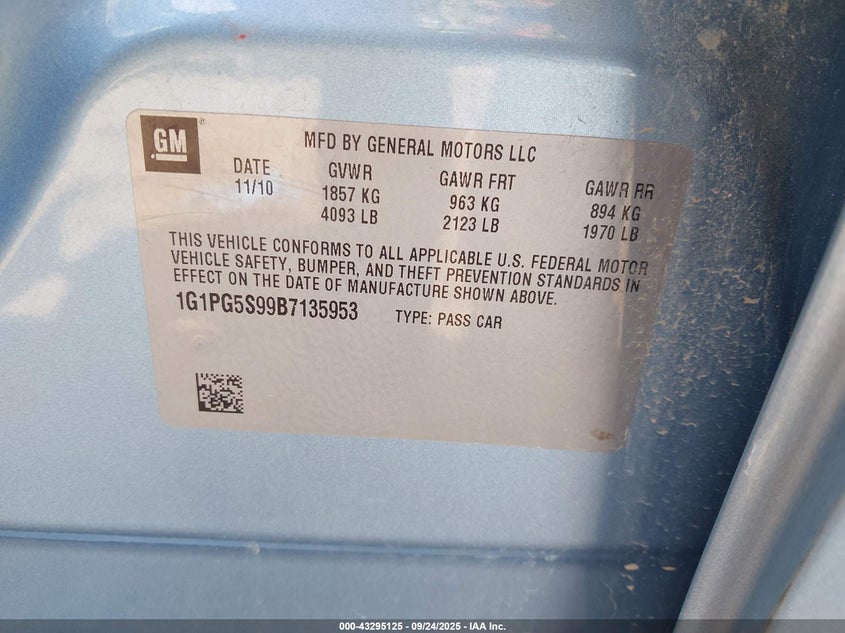 GM
MFD BY GENERAL MOTORS LLC
DATE GVWR GAWR FRT GAWR RR
11/10 1857 KG 963 KG 894 KG
4093 LB 2123 LB 1970 LB
THIS VEHICLE CONFORMS TO ALL APPLICABLE U.S. FEDERAL MOTOR
VEHICLE SAFETY, BUMPER, AND THEFT PREVENTION STANDARDS IN
EFFECT ON THE DATE OF MANUFACTURE SHOWN ABOVE.
1G1PG5S99B7135953 TYPE: PASS CAR
000-43295125 - 09/24/2025 - IAA Inc.